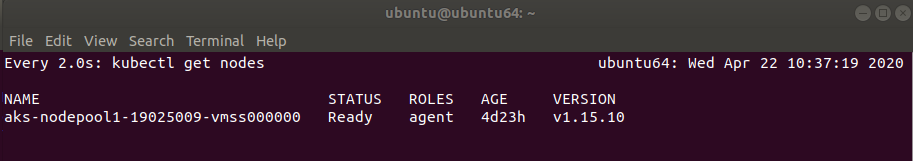 ubuntu@ubuntu64: ~
File Edit View Search Terminal Help
Every 2.0s: kubectl get nodes ubuntu64: Wed Apr 22 10:37:19 2020
NAME STATUS ROLES AGE VERSION
aks-nodepool1-19025009-vmss000000 Ready agent 4d23h v1.15.10